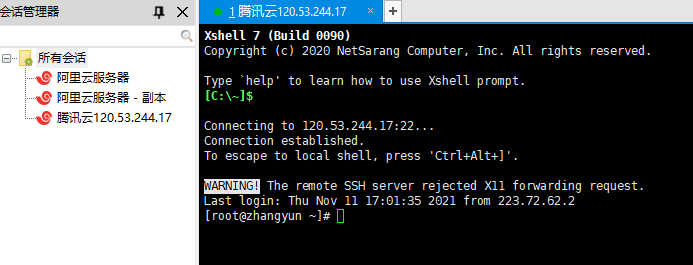 会话管理器
所有会话
阿里云服务器
阿里云服务器 - 副本
腾讯云120.53.244.17
1 腾讯云120.53.244.17
Xshell 7 (Build 0090)
Copyright (c) 2020 NetSarang Computer, Inc. All rights reserved.
Type `help' to learn how to use Xshell prompt.
[C:\~]$
Connecting to 120.53.244.17:22...
Connection established.
To escape to local shell, press 'Ctrl+Alt+]'.
WARNING! The remote SSH server rejected X11 forwarding request.
Last login: Thu Nov 11 17:01:35 2021 from 223.72.62.2
[root@zhangyun ~]#